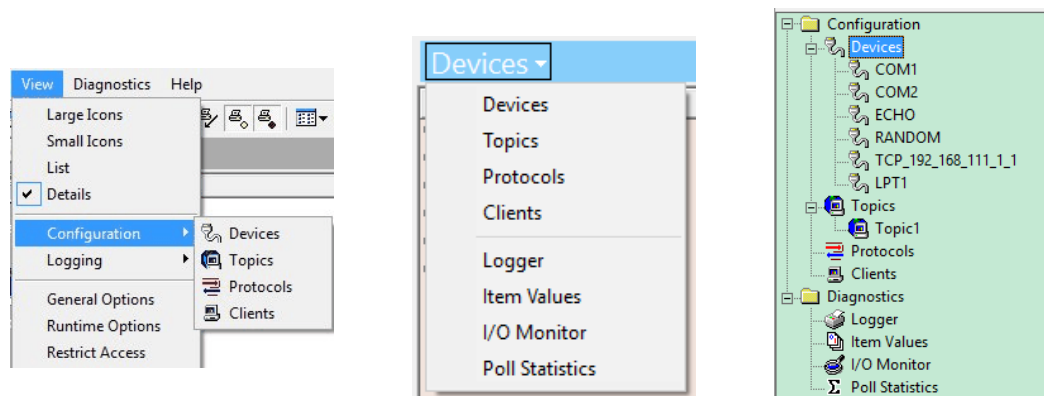 View Diagnostics Help
Large Icons
Small Icons
List
Details
Configuration
Logging
General Options
Runtime Options
Restrict Access
Devices
Topics
Protocols
Clients
Devices
Devices
Topics
Protocols
Clients
Logger
Item Values
I/O Monitor
Poll Statistics
Configuration
Devices
COM1
COM2
ECHO
RANDOM
TCP_192_168_111_1_1
LPT1
Topics
Topic1
Protocols
Clients
Diagnostics
Logger
Item Values
I/O Monitor
Poll Statistics